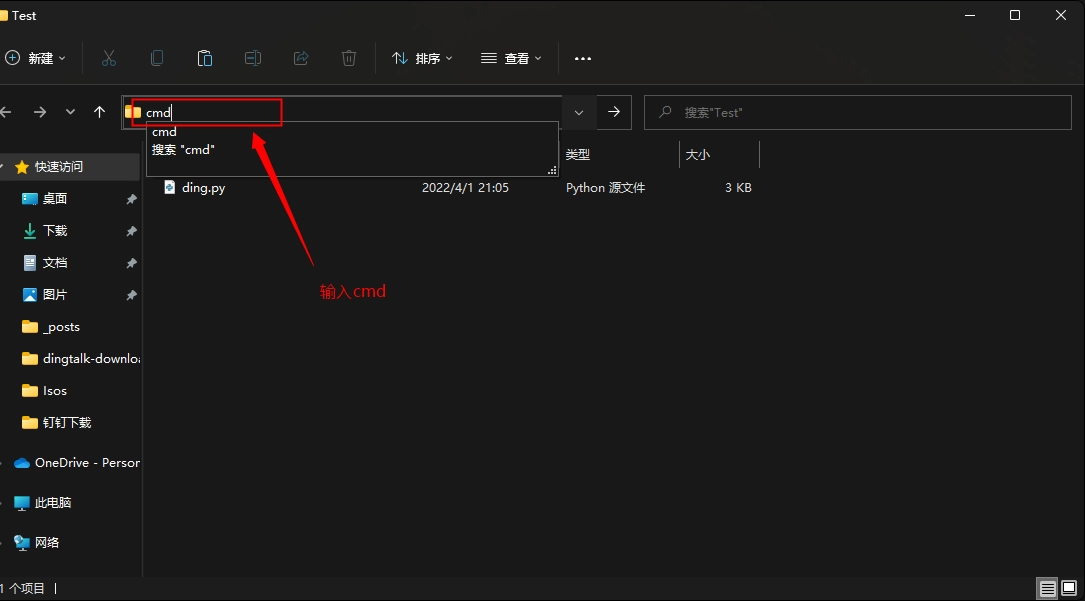 Test
新建
排序
查看
cmd
搜索"Test"
cmd
搜索 "cmd"
类型
大小
ding.py
2022/4/1 21:05
Python 源文件
3 KB
输入cmd
快速访问
桌面
下载
文档
图片
_posts
dingtalk-downloa
Isos
钉钉下载
OneDrive - Person
此电脑
网络
1 个项目